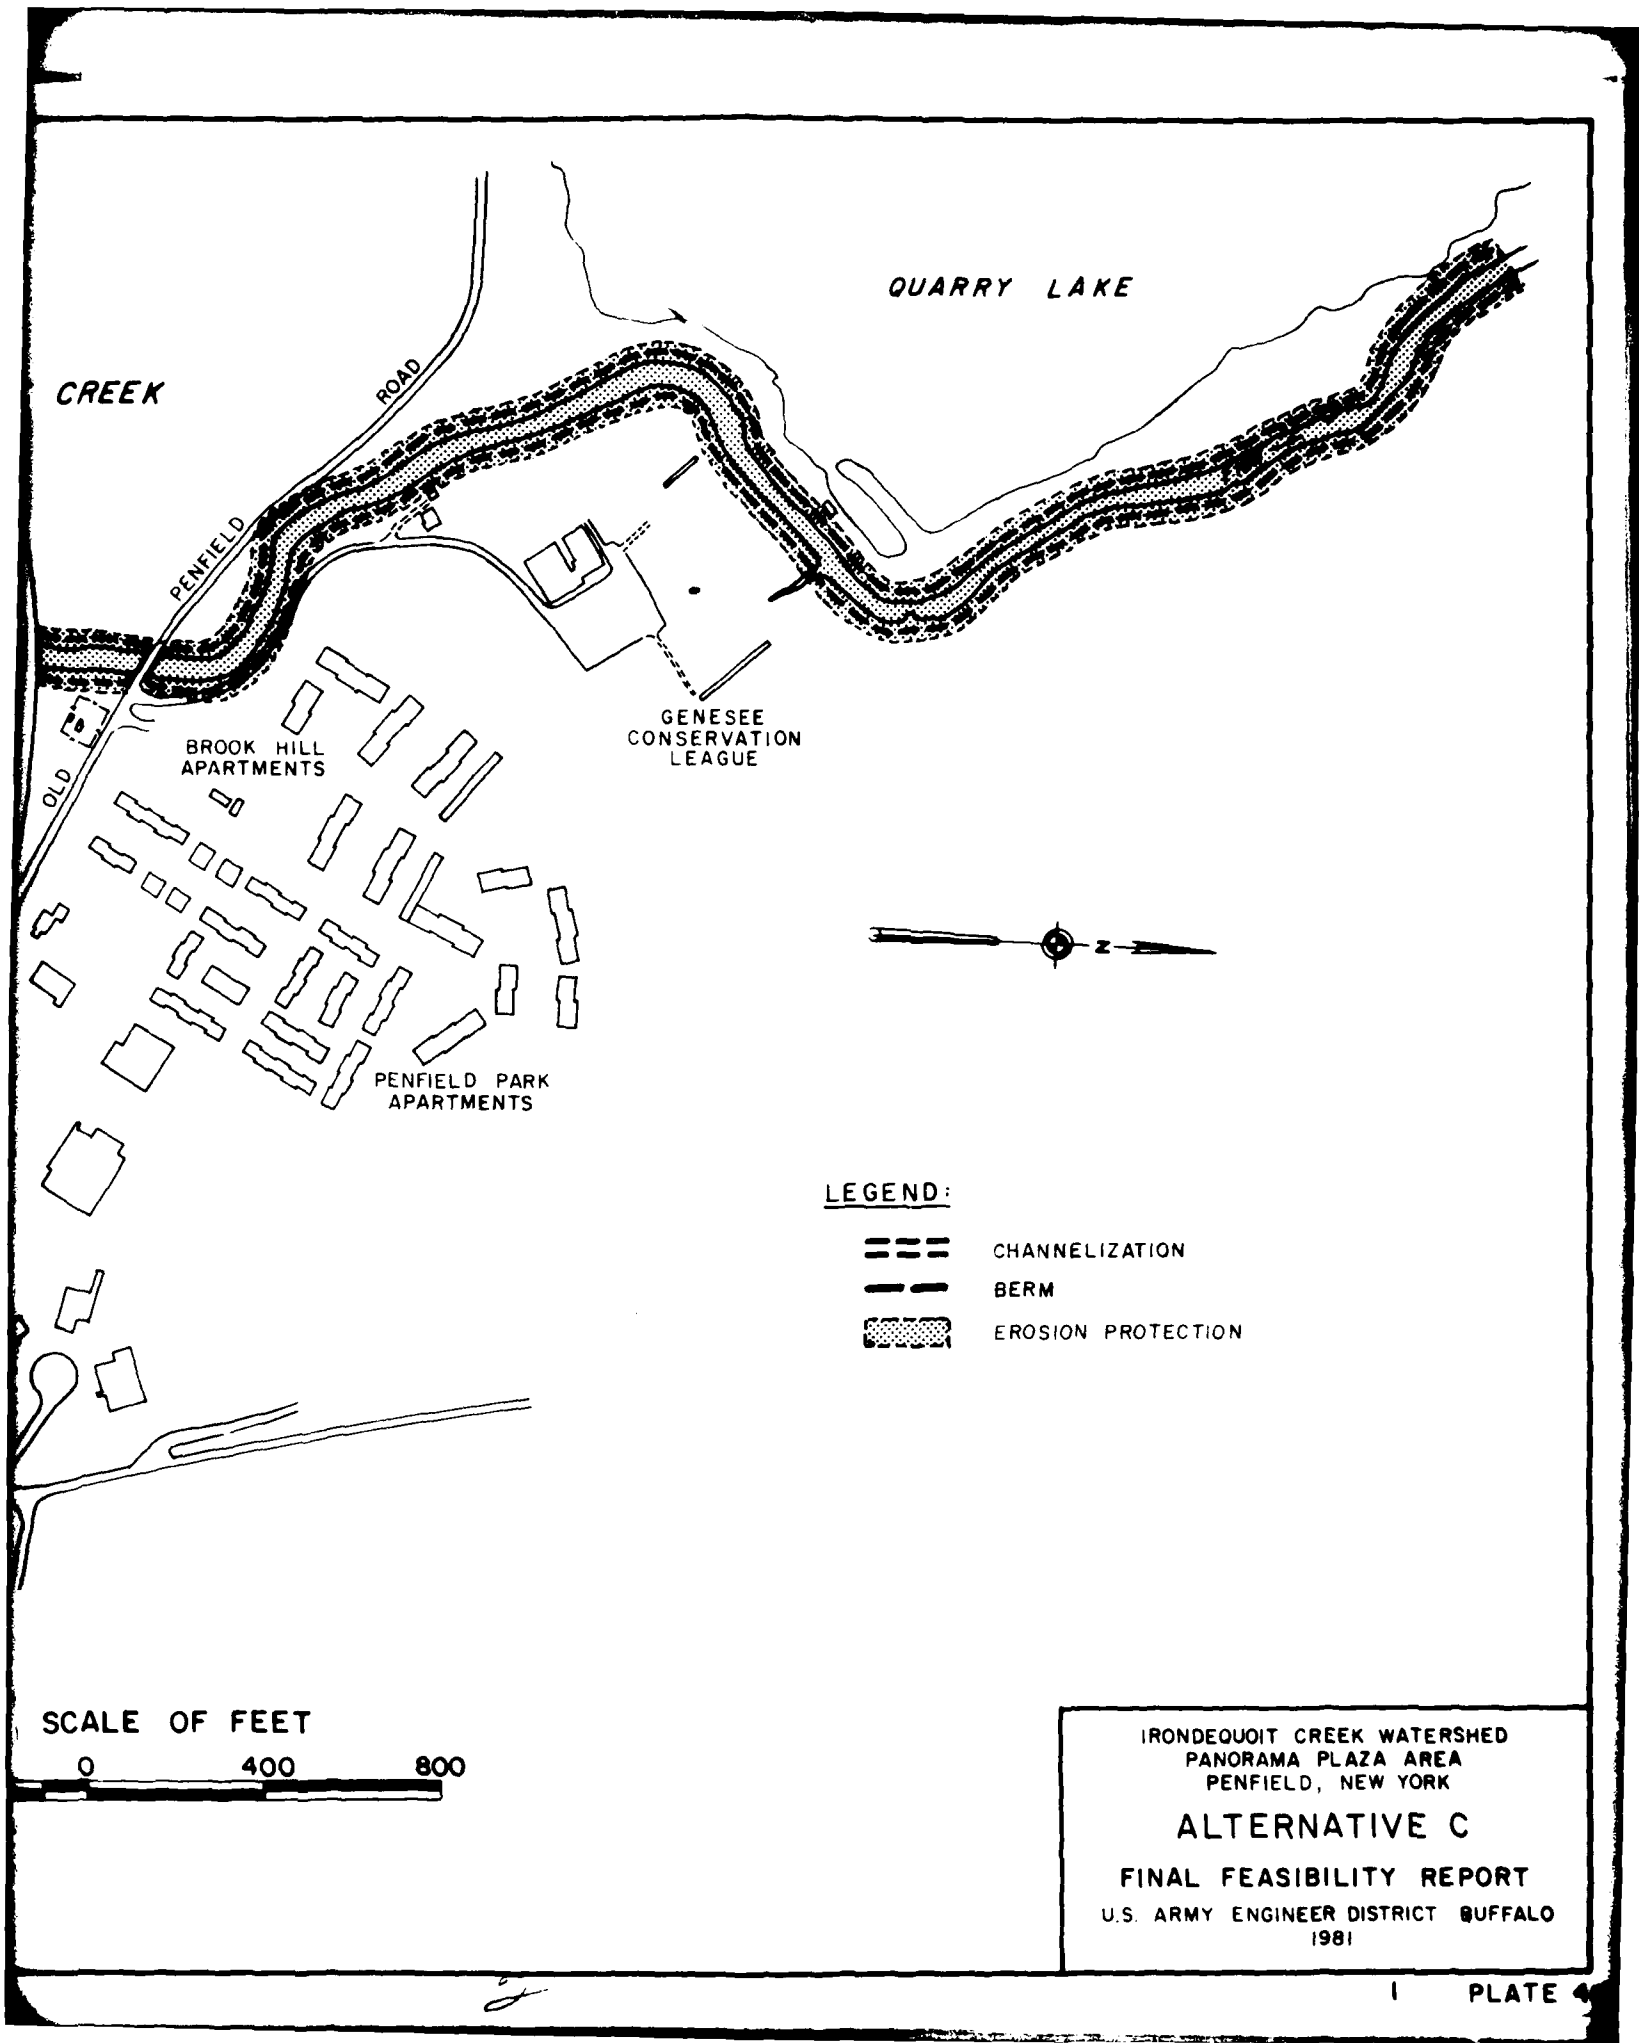 QUARRY LAKE
CREEK
ROAD
PENFIELD
OLD
BROOK HILL
APARTMENTS
GENESEE
CONSERVATION
LEAGUE
Z
PENFIELD PARK
APARTMENTS
LEGEND:
CHANNELIZATION
BERM
EROSION PROTECTION
SCALE OF FEET
0 400 800
IRONDEQUOIT CREEK WATERSHED
PANORAMA PLAZA AREA
PENFIELD, NEW YORK
ALTERNATIVE C
FINAL FEASIBILITY REPORT
U.S. ARMY ENGINEER DISTRICT BUFFALO
1981
PLATE 4